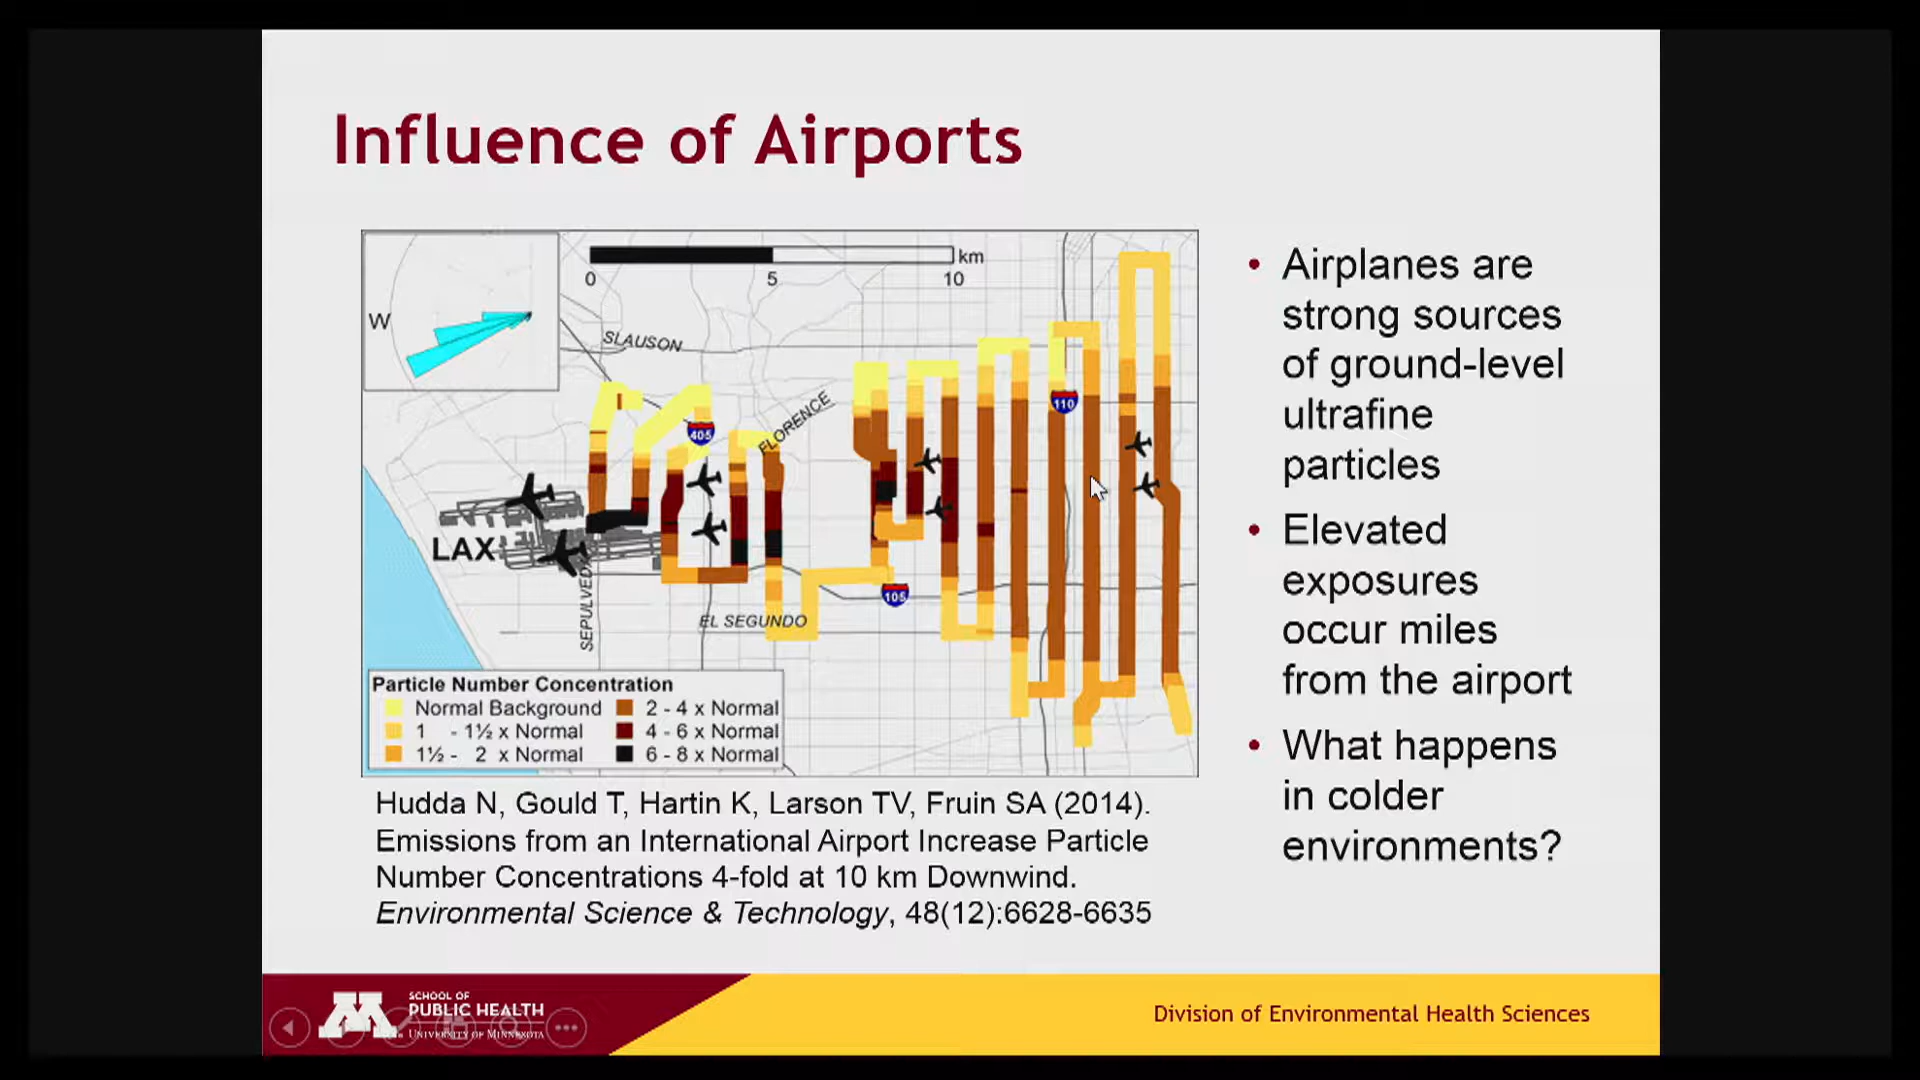 Influence of Airports
W
km
0 5 10
SLAUSON
FLORENCE
405
110
LAX
SEPULVEDA
105
EL SEGUNDO
Particle Number Concentration
Normal Background
1 - 1½ x Normal
1½ - 2 x Normal
2 - 4 x Normal
4 - 6 x Normal
6 - 8 x Normal
Hudda N, Gould T, Hartin K, Larson TV, Fruin SA (2014).
Emissions from an International Airport Increase Particle
Number Concentrations 4-fold at 10 km Downwind.
Environmental Science & Technology, 48(12):6628-6635
• Airplanes are
strong sources
of ground-level
ultrafine
particles
• Elevated
exposures
occur miles
from the airport
• What happens
in colder
environments?
M
SCHOOL OF
PUBLIC HEALTH
UNIVERSITY OF MINNESOTA
Division of Environmental Health Sciences